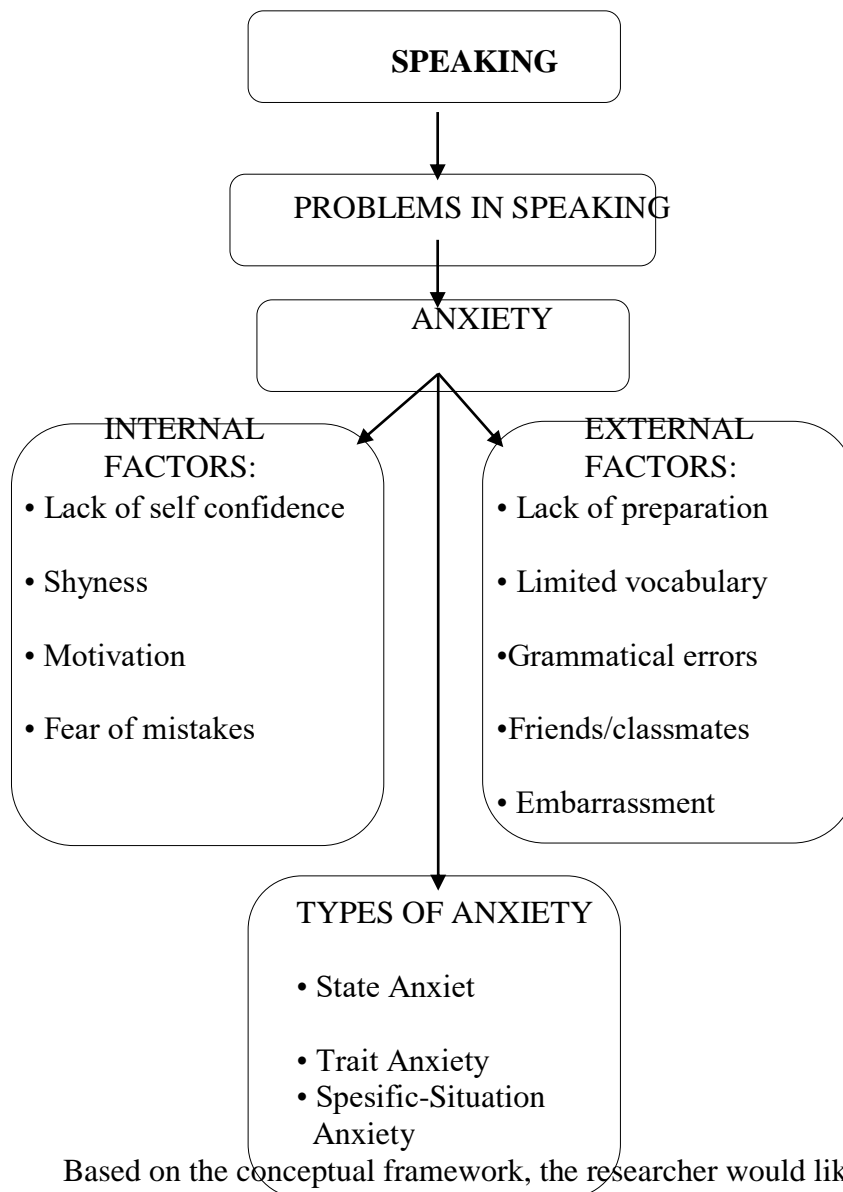 SPEAKING
PROBLEMS IN SPEAKING
ANXIETY
INTERNAL
FACTORS:
• Lack of self confidence
• Shyness
• Motivation
• Fear of mistakes
EXTERNAL
FACTORS:
• Lack of preparation
• Limited vocabulary
•Grammatical errors
•Friends/classmates
• Embarrassment
TYPES OF ANXIETY
• State Anxiet
• Trait Anxiety
• Spesific-Situation
Anxiety
Based on the conceptual framework, the researcher would lik